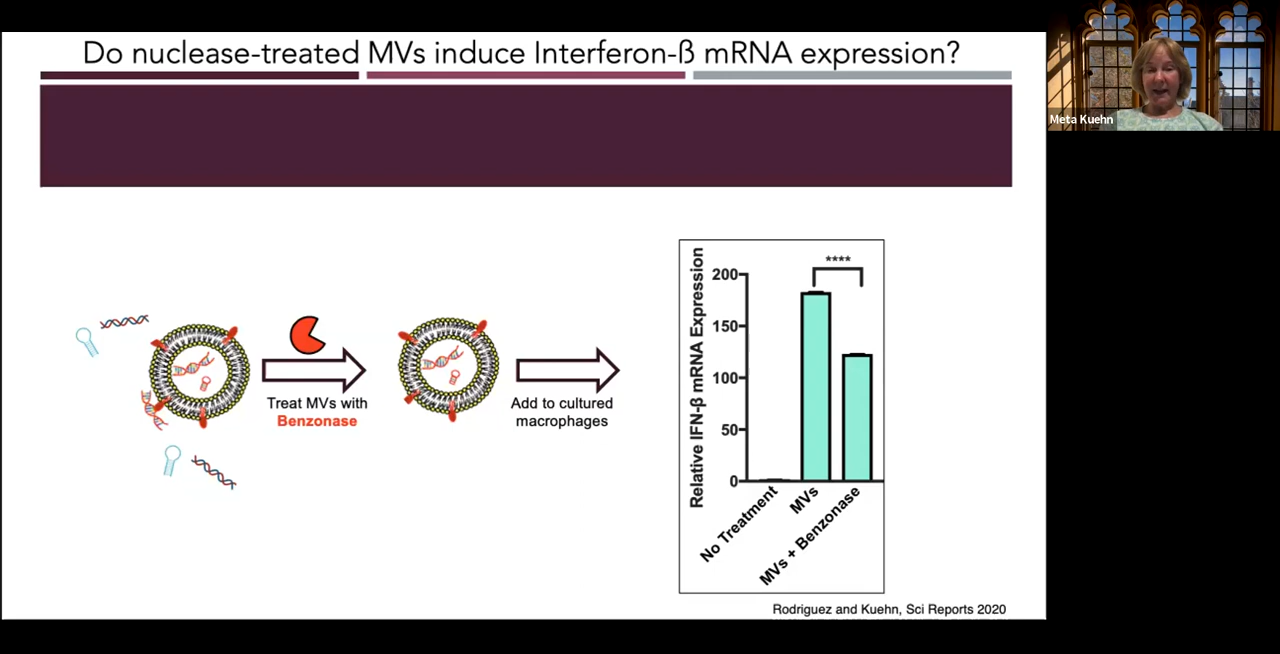 Do nuclease-treated MVs induce Interferon-ß mRNA expression?
Meta Kuehn
Treat MVs with
Benzonase
Add to cultured
macrophages
Relative IFN-β mRNA Expression
200
150
100
50
0
****
No Treatment
MVs
MVs + Benzonase
Rodriguez and Kuehn, Sci Reports 2020